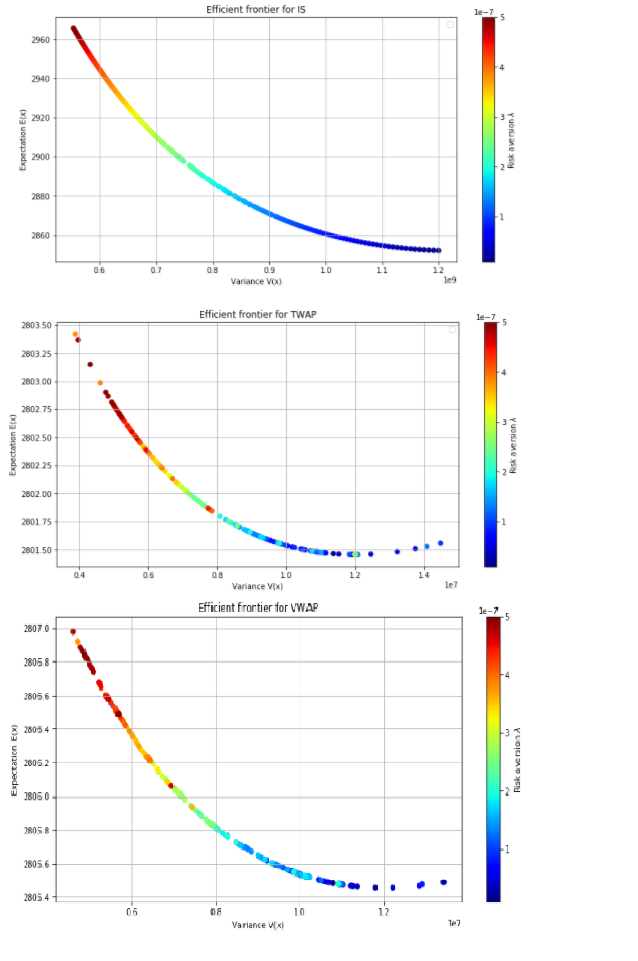 Efficient frontier for IS
1e−7
5
4
3
2
1
Risk aversion λ
2960
2940
2920
2900
2880
2860
Expectation E(x)
0.6 0.7 0.8 0.9 1.0 1.1 1.2
Variance V(x)
1e9
Efficient frontier for TWAP
1e−7
5
4
3
2
1
Risk aversion λ
2803.50
2803.25
2803.00
2802.75
2802.50
2802.25
2802.00
2801.75
2801.50
Expectation E(x)
0.4 0.6 0.8 1.0 1.2 1.4
Variance V(x)
1e7
Efficient frontier for VWAP
1e−7
5
4
3
2
1
Risk aversion λ
2807.0
2806.8
2806.6
2806.4
2806.2
2806.0
2805.8
2805.6
2805.4
Expectation E(x)
0.6 0.8 1.0 1.2
Variance V(x)
1e7